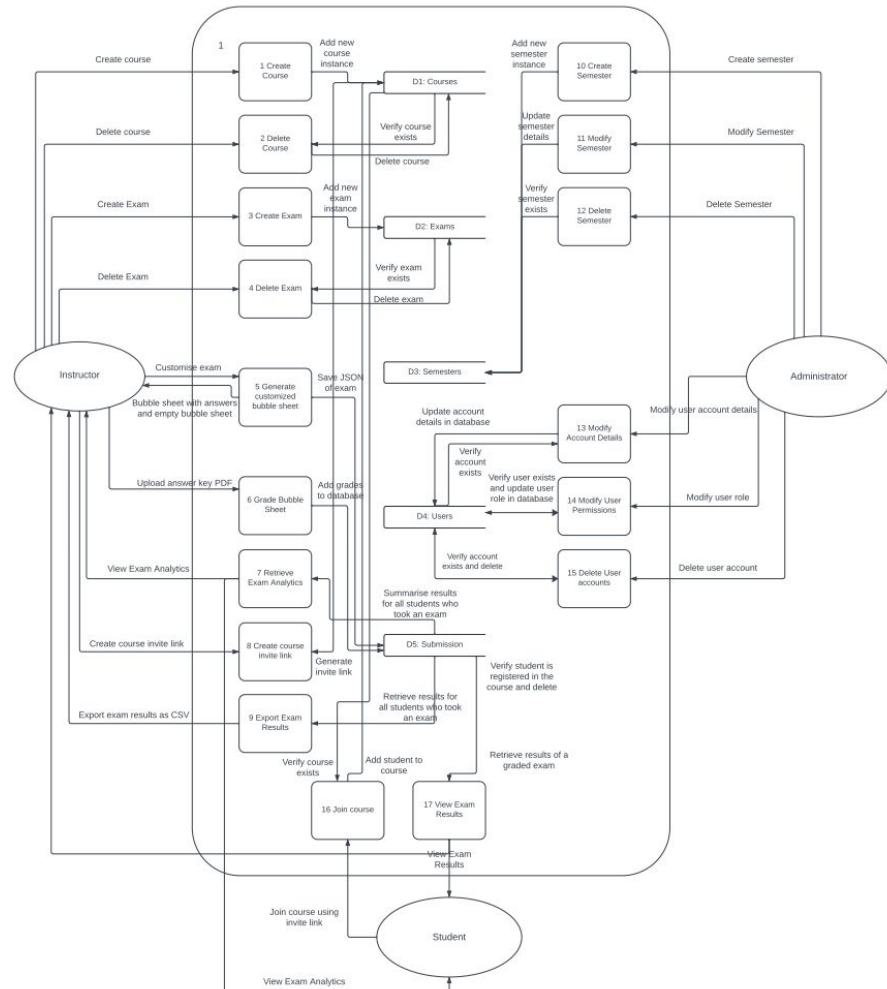 1
Create course
1 Create
Course
Add new
course
instance
D1: Courses
Add new
semester
instance
10 Create
Semester
Create semester
Delete course
2 Delete
Course
Verify course
exists
Delete course
Update
semester
details
11 Modify
Semester
Modify Semester
Create Exam
3 Create Exam
Add new
exam
instance
D2: Exams
Verify
semester
exists
12 Delete
Semester
Delete Semester
Delete Exam
4 Delete Exam
Verify exam
exists
Delete exam
Instructor
Customise exam
Bubble sheet with answers
and empty bubble sheet
5 Generate
customized
bubble sheet
Save JSON
of exam
D3: Semesters
Administrator
Update account
details in database
13 Modify
Account Details
Modify user account details
Verify
account
exists
Upload answer key PDF
6 Grade Bubble
Sheet
Add grades
to database
D4: Users
Verify user exists
and update user
role in database
14 Modify User
Permissions
Modify user role
View Exam Analytics
7 Retrieve
Exam Analytics
Verify account
exists and delete
15 Delete User
accounts
Delete user account
Summarise results
for all students who
took an exam
Create course invite link
8 Create course
invite link
Generate
invite link
D5: Submission
Verify student is
registered in the
course and delete
Export exam results as CSV
9 Export Exam
Results
Retrieve results for
all students who took
an exam
Verify course
exists
Add student to
course
Retrieve results of a
graded exam
16 Join course
17 View Exam
Results
View Exam
Results
Join course using
invite link
Student
View Exam Analytics